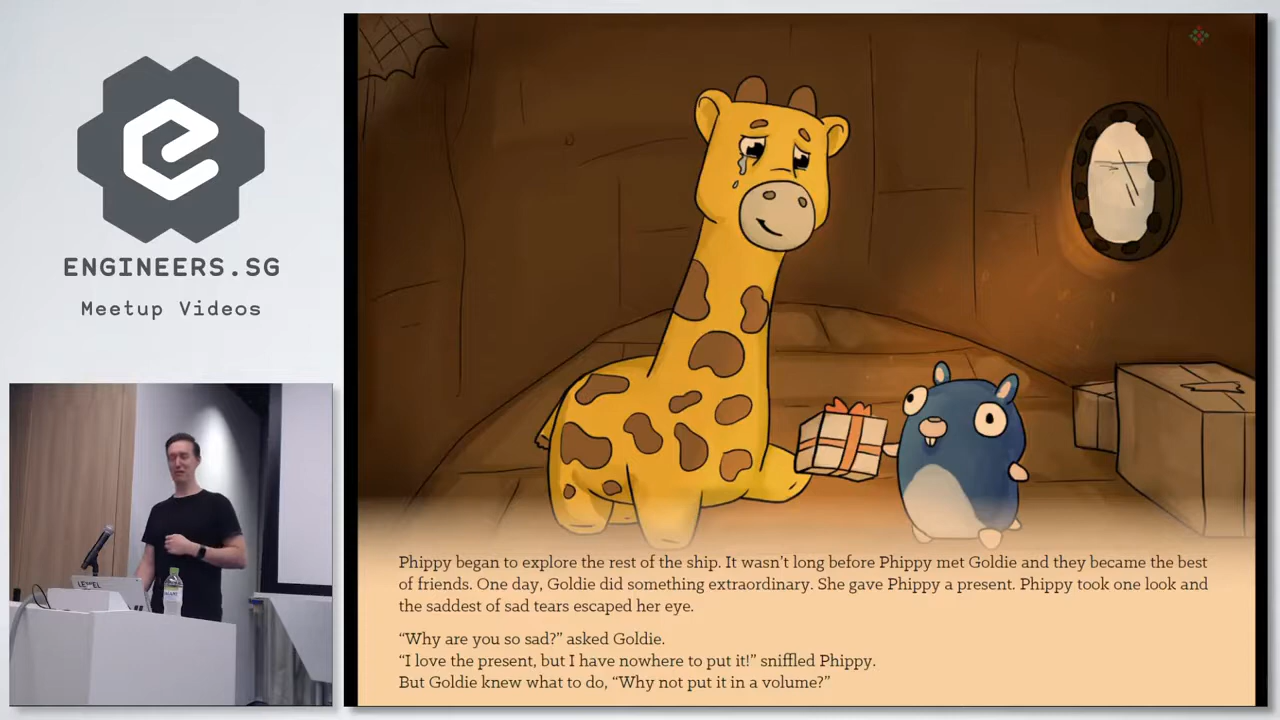 ENGINEERS.SG
Meetup Videos
Phippy began to explore the rest of the ship. It wasn’t long before Phippy met Goldie and they became the best
of friends. One day, Goldie did something extraordinary. She gave Phippy a present. Phippy took one look and
the saddest of sad tears escaped her eye.
“Why are you so sad?” asked Goldie.
“I love the present, but I have nowhere to put it!” sniffled Phippy.
But Goldie knew what to do, “Why not put it in a volume?”